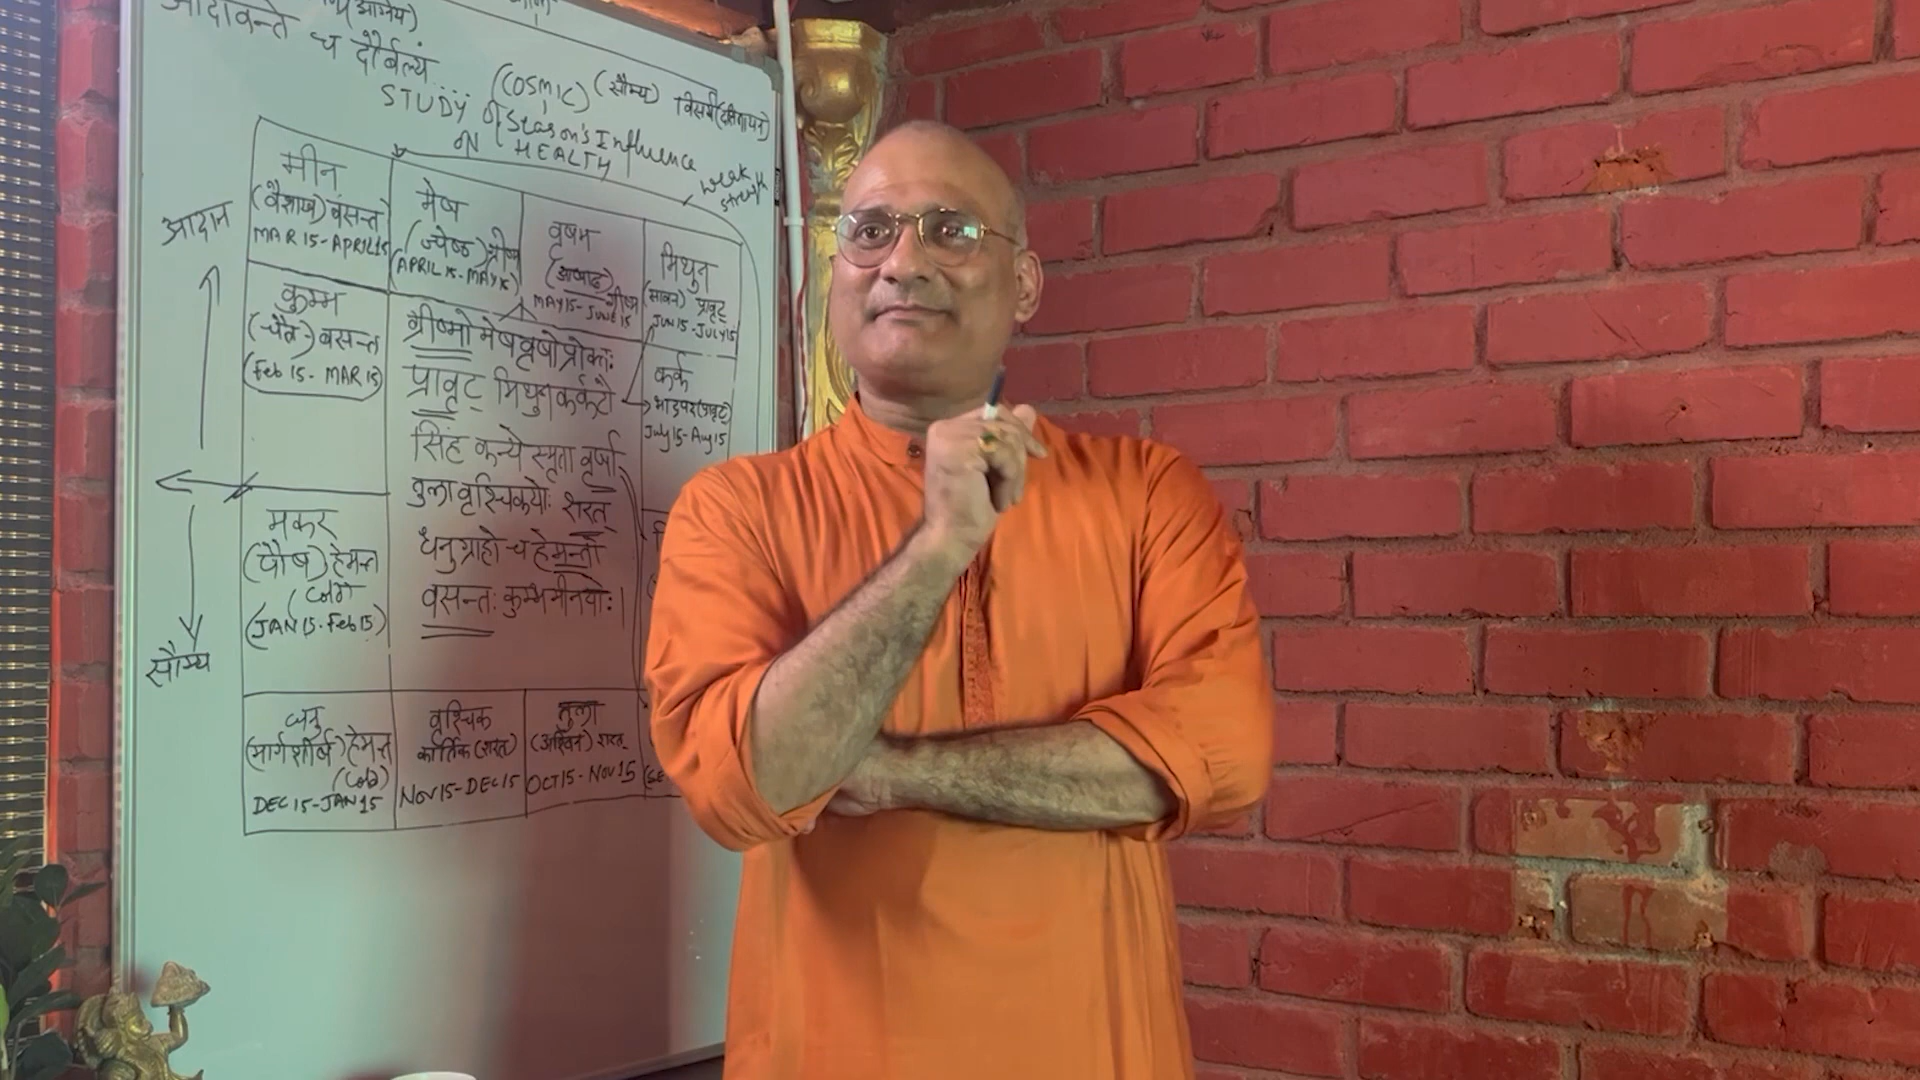 आदावन्ते च दौर्बल्यं
(आग्नेय)
(COSMIC) (सौम्य)
STUDY OF Season's Influence
ON HEALTH
weak
आदान
मीन
(वैशाख) वसन्त
MAR 15-APRIL 15
मेष
(ज्येष्ठ) ग्रीष्म
(APRIL 15-MAY 15)
वृषभ
(आषाढ)
ग्रीष्म
MAY 15-JUNE 15
मिथुन
(सावन) प्रावृट्
JUN 15-JULY 15
कुम्भ
(चैत्र) वसन्त
(Feb 15- MAR 15)
कर्क
भाद्रपद (प्रावृट्)
July 15-Aug 15
ग्रीष्मो मेषवृषौ प्रोक्तः
प्रावृट् मिथुनकर्कटौ
सिंह कन्ये स्मृता वर्षा
तुलावृश्चिकयोः शरत्
धनुग्राहो च हेमन्तो
वसन्तः कुम्भमीनयोः।
मकर
(पौष) हेमन्त
(cold)
(JAN 15-Feb 15)
सौम्य
धनु
(मार्गशीर्ष) हेमन्त
(cold)
DEC 15-JAN 15
वृश्चिक
कार्तिक (शरत्)
NOV 15-DEC 15
तुला
(अश्विन) शरत्
OCT 15-NOV 15